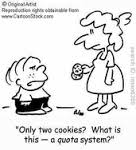 © Original Artist
Reproduction rights obtainable from
www.CartoonStock.com
"Only two cookies? What is
this — a quota system?"